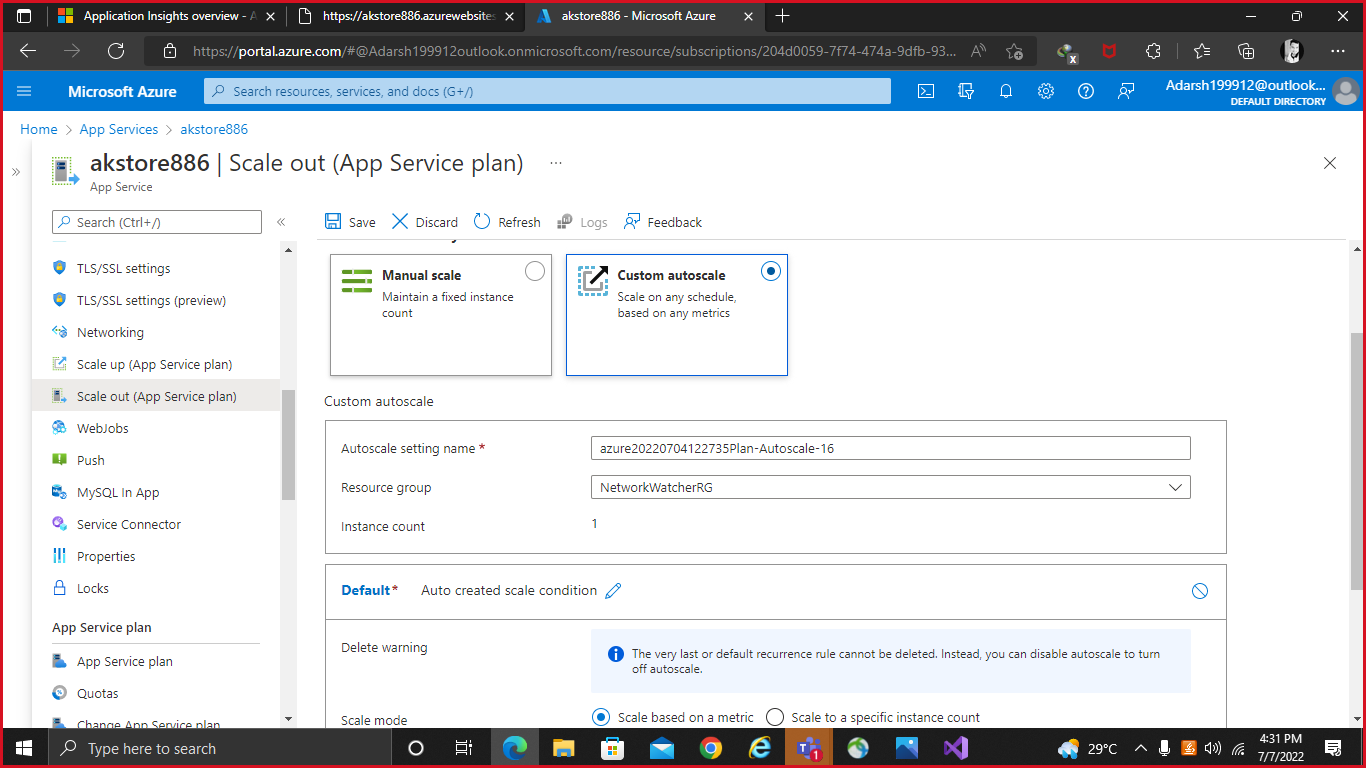 Application Insights overview - A
https://akstore886.azurewebsites
akstore886 - Microsoft Azure
https://portal.azure.com/#@Adarsh199912outlook.onmicrosoft.com/resource/subscriptions/204d0059-7f74-474a-9dfb-93...
Microsoft Azure
Search resources, services, and docs (G+/)
Adarsh199912@outlook...
DEFAULT DIRECTORY
Home > App Services > akstore886
akstore886 | Scale out (App Service plan) ...
App Service
Search (Ctrl+/)
Save
Discard
Refresh
Logs
Feedback
TLS/SSL settings
TLS/SSL settings (preview)
Networking
Scale up (App Service plan)
Scale out (App Service plan)
WebJobs
Push
MySQL In App
Service Connector
Properties
Locks
App Service plan
App Service plan
Quotas
Change App Service plan
Manual scale
Maintain a fixed instance
count
Custom autoscale
Scale on any schedule,
based on any metrics
Custom autoscale
Autoscale setting name *
azure20220704122735Plan-Autoscale-16
Resource group
NetworkWatcherRG
Instance count
1
Default* Auto created scale condition
Delete warning
The very last or default recurrence rule cannot be deleted. Instead, you can disable autoscale to turn
off autoscale.
Scale mode
Scale based on a metric
Scale to a specific instance count
Type here to search
1
29°C
4:31 PM
7/7/2022